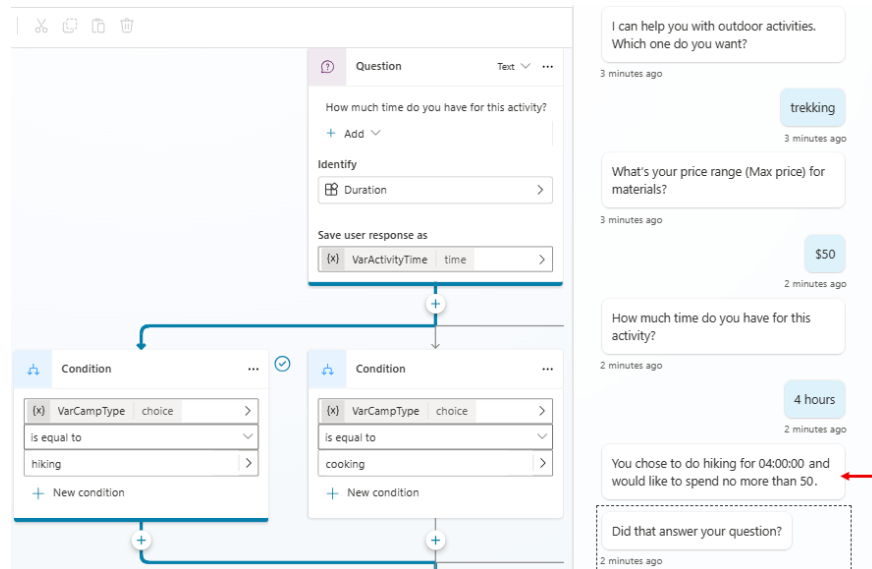 Question
Text
How much time do you have for this activity?
+ Add
Identify
Duration
Save user response as
{x} VarActivityTime time
Condition
{x} VarCampType choice
is equal to
hiking
+ New condition
Condition
{x} VarCampType choice
is equal to
cooking
+ New condition
I can help you with outdoor activities.
Which one do you want?
3 minutes ago
trekking
3 minutes ago
What's your price range (Max price) for
materials?
3 minutes ago
$50
2 minutes ago
How much time do you have for this
activity?
2 minutes ago
4 hours
2 minutes ago
You chose to do hiking for 04:00:00 and
would like to spend no more than 50.
Did that answer your question?
2 minutes ago